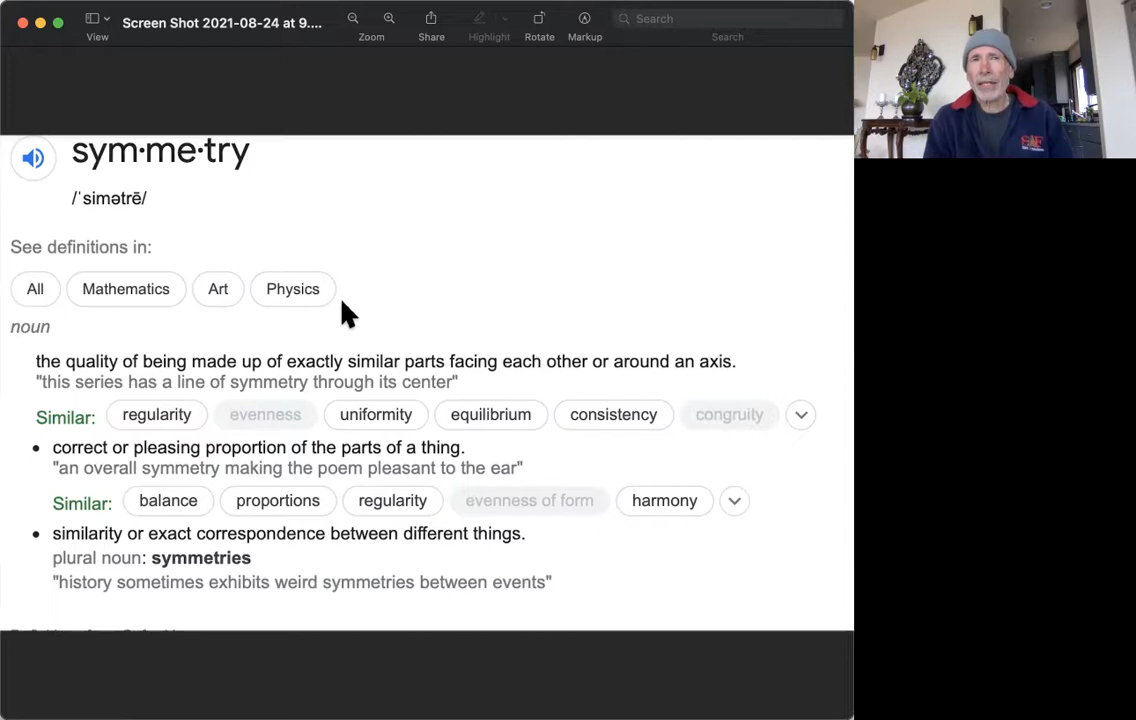 Screen Shot 2021-08-24 at 9....
View
Zoom
Share
Highlight
Rotate
Markup
Search
Search
sym·me·try
/ˈsimətrē/
See definitions in:
All
Mathematics
Art
Physics
noun
the quality of being made up of exactly similar parts facing each other or around an axis.
"this series has a line of symmetry through its center"
Similar: regularity evenness uniformity equilibrium consistency congruity
correct or pleasing proportion of the parts of a thing.
"an overall symmetry making the poem pleasant to the ear"
Similar: balance proportions regularity evenness of form harmony
similarity or exact correspondence between different things.
plural noun: symmetries
"history sometimes exhibits weird symmetries between events"